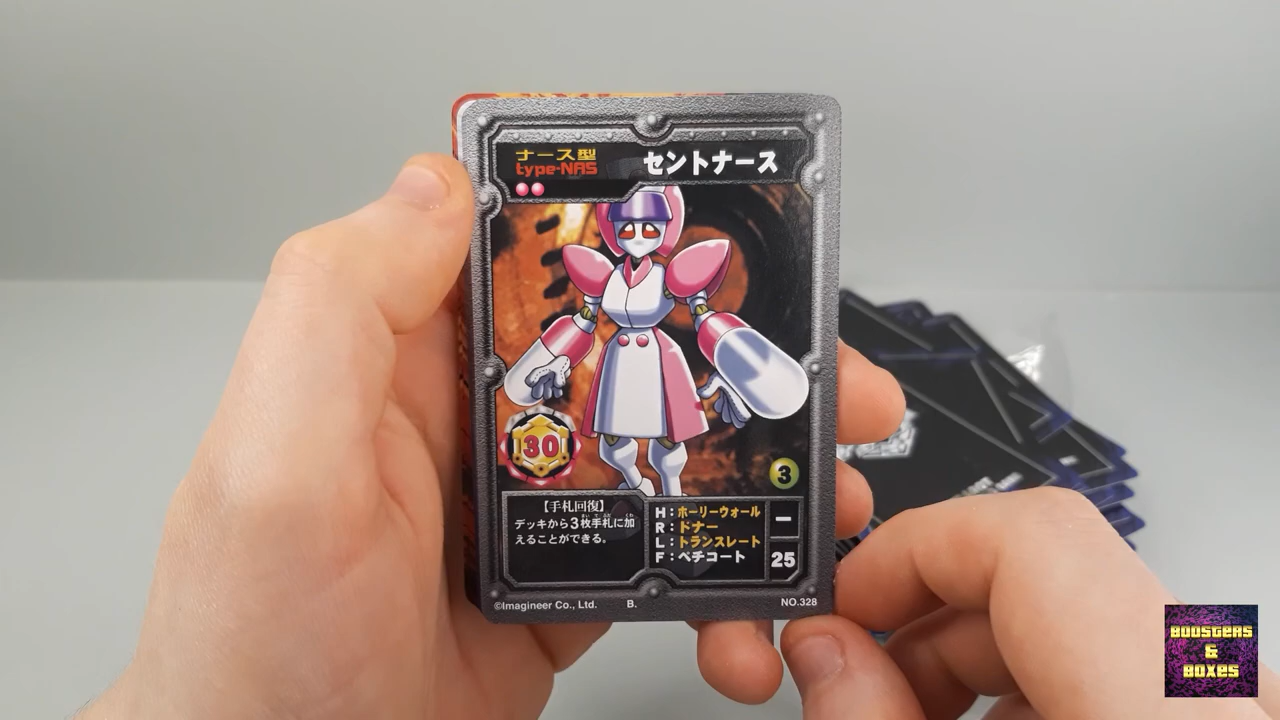 ナース型
type-NAS
セントナース
30
3
【手札回復】
デッキから3枚手札に加
えることができる。
H:ホーリーウォール
R:ドナー
L:トランスレート
F:ペチコート
ー
25
©Imagineer Co., Ltd.
B.
NO.328
BOOSTERS
&
BOXES